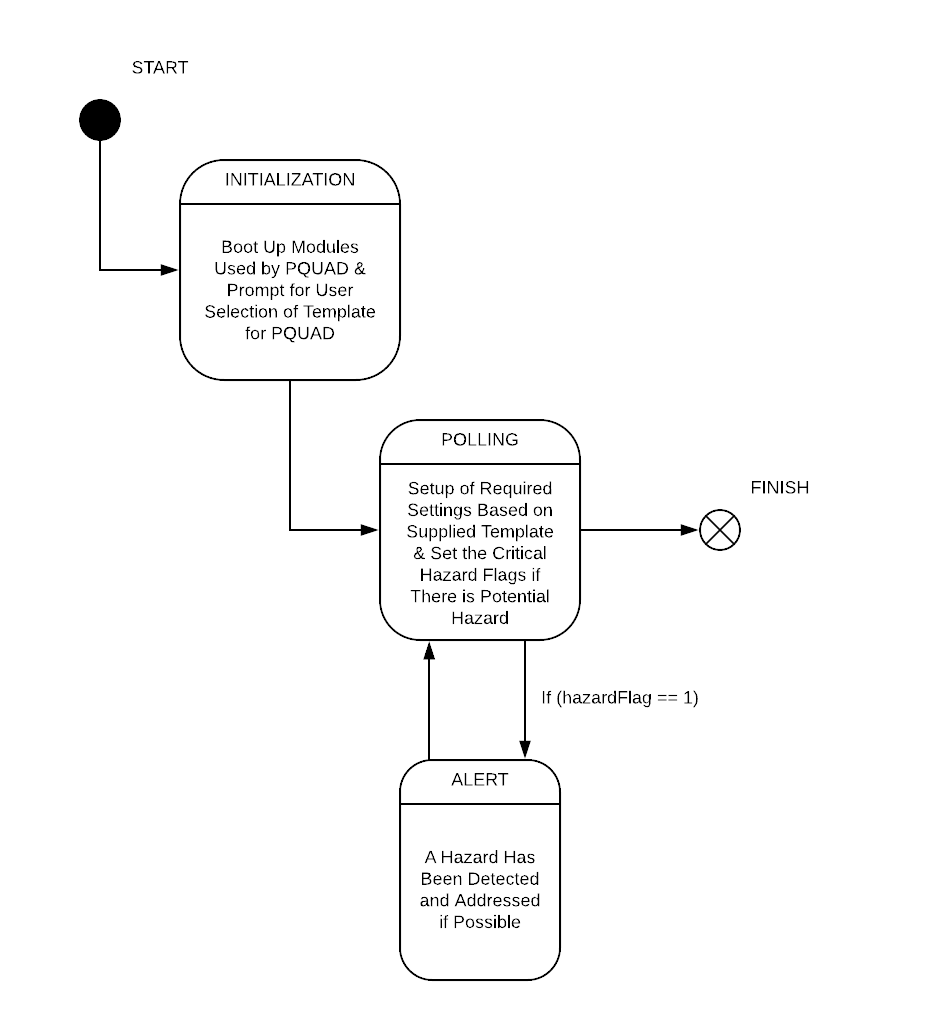 START
INITIALIZATION
Boot Up Modules
Used by PQUAD &
Prompt for User
Selection of Template
for PQUAD
POLLING
Setup of Required
Settings Based on
Supplied Template
& Set the Critical
Hazard Flags if
There is Potential
Hazard
FINISH
If (hazardFlag == 1)
ALERT
A Hazard Has
Been Detected
and Addressed
if Possible